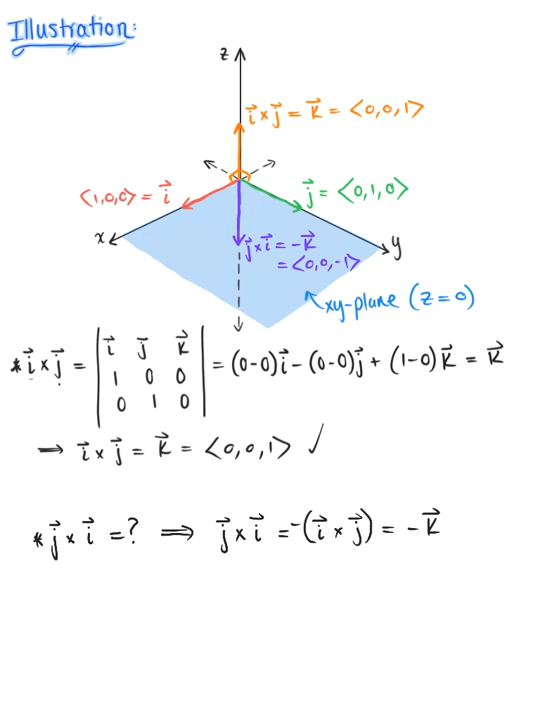 Illustration:
z
i⃗ × j⃗ = k⃗ = <0,0,1>
<1,0,0> = i⃗
j⃗ = <0,1,0>
x
y
j⃗ × i⃗ = -k⃗
= <0,0,-1>
xy-plane (z=0)
* i⃗ × j⃗ = | i⃗ j⃗ k⃗ | = (0-0)i⃗ - (0-0)j⃗ + (1-0)k⃗ = k⃗
1 0 0
0 1 0
⟹ i⃗ × j⃗ = k⃗ = <0,0,1> ✓
* j⃗ × i⃗ = ? ⟹ j⃗ × i⃗ = -(i⃗ × j⃗) = -k⃗